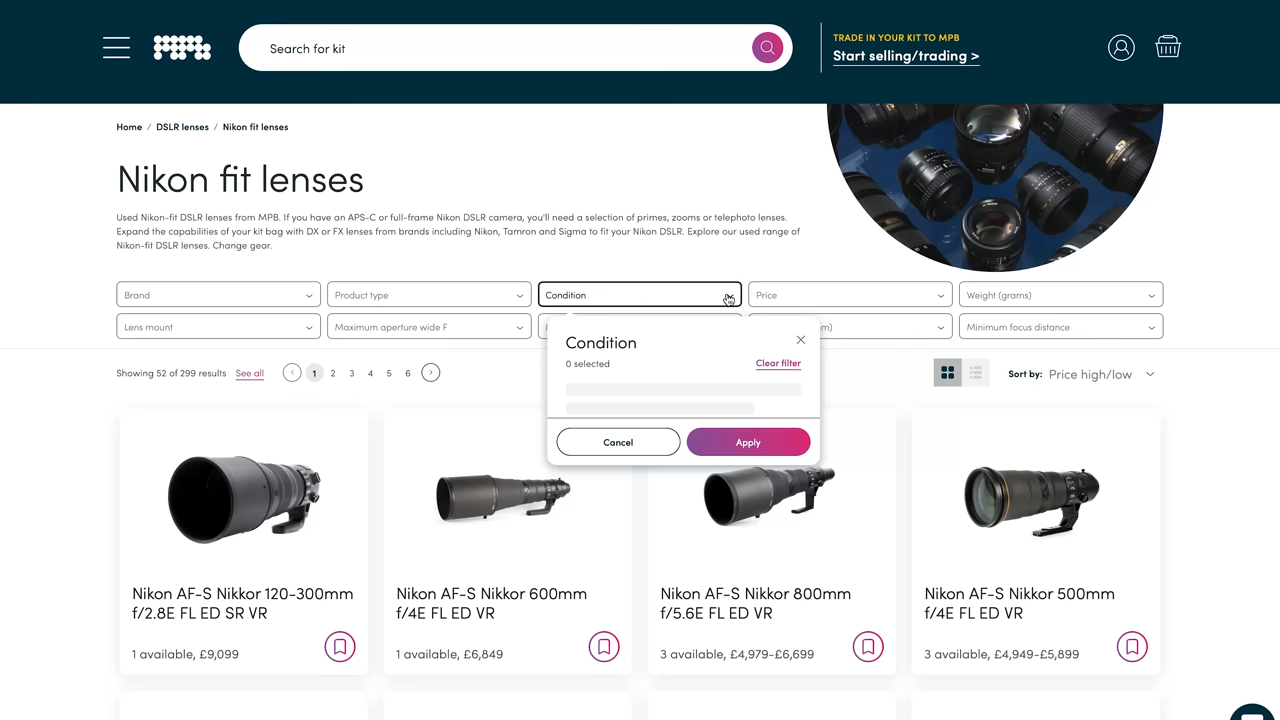 mpb
Search for kit
TRADE IN YOUR KIT TO MPB
Start selling/trading >
Home / DSLR lenses / Nikon fit lenses
Nikon fit lenses
Used Nikon-fit DSLR lenses from MPB. If you have an APS-C or full-frame Nikon DSLR camera, you'll need a selection of primes, zooms or telephoto lenses.
Expand the capabilities of your kit bag with DX or FX lenses from brands including Nikon, Tamron and Sigma to fit your Nikon DSLR. Explore our used range of
Nikon-fit DSLR lenses. Change gear.
Brand
Product type
Condition
Price
Weight (grams)
Lens mount
Maximum aperture wide F
Minimum focus distance
Condition
0 selected
Clear filter
Cancel
Apply
Showing 52 of 299 results
See all
1 2 3 4 5 6
Sort by: Price high/low
Nikon AF-S Nikkor 120-300mm
f/2.8E FL ED SR VR
1 available, £9,099
Nikon AF-S Nikkor 600mm
f/4E FL ED VR
1 available, £6,849
Nikon AF-S Nikkor 800mm
f/5.6E FL ED VR
3 available, £4,979-£6,699
Nikon AF-S Nikkor 500mm
f/4E FL ED VR
3 available, £4,949-£5,899